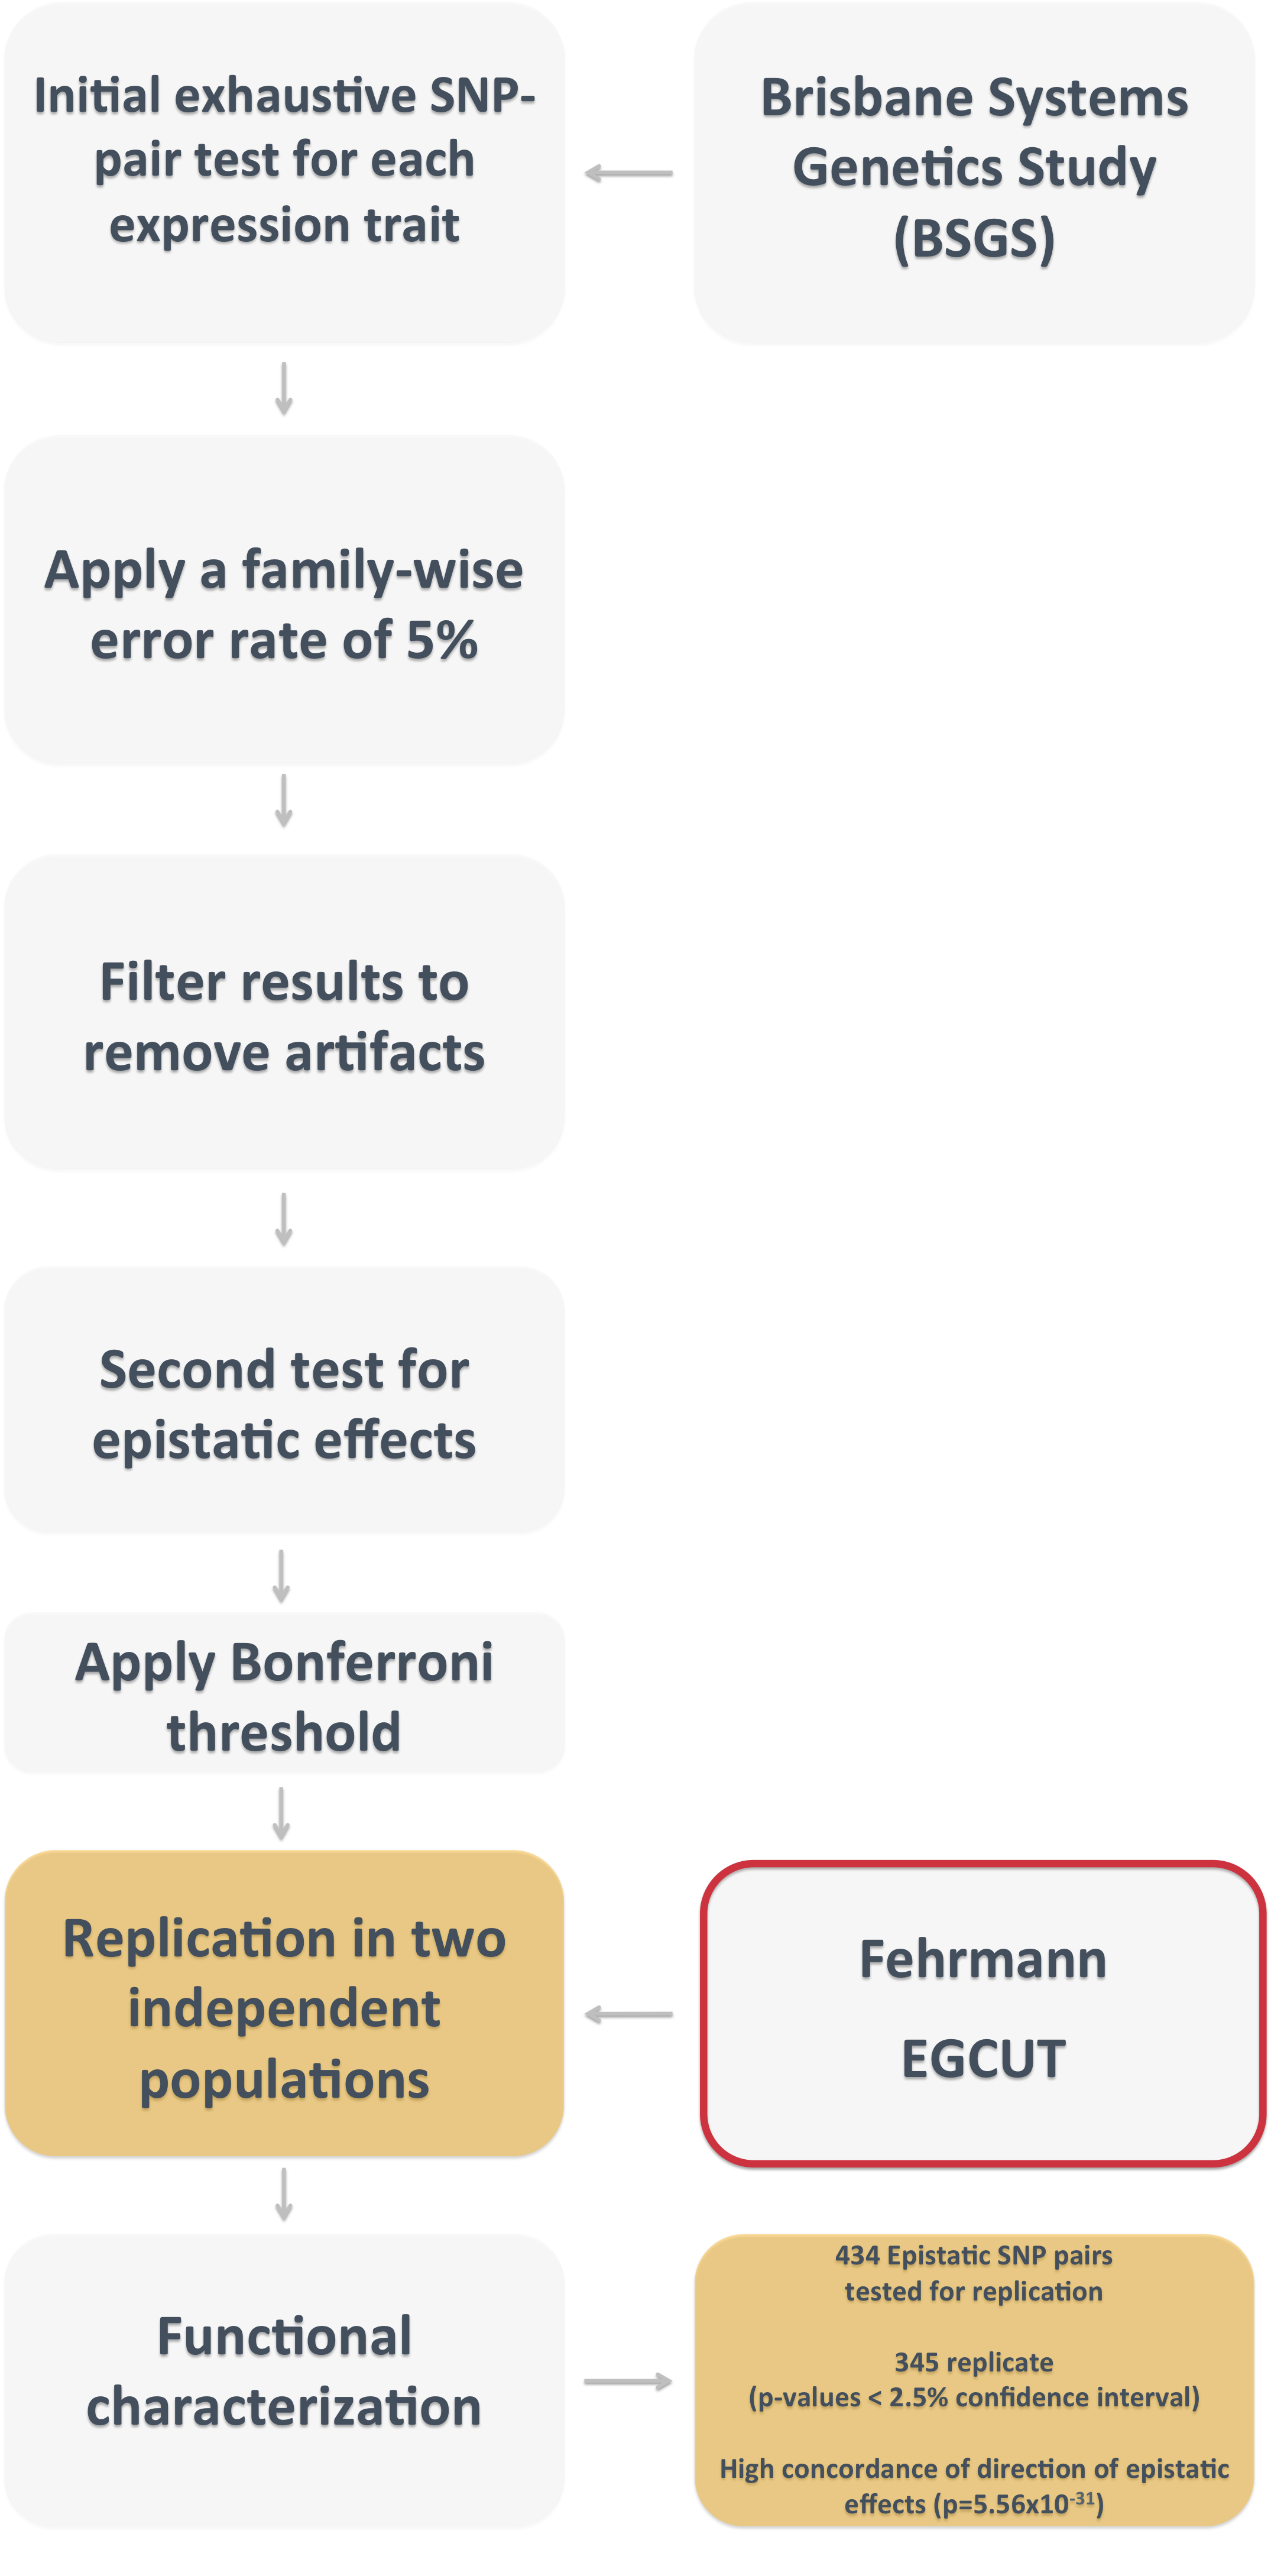 Initial exhaustive SNP-
pair test for each
expression trait
Brisbane Systems
Genetics Study
(BSGS)
Apply a family-wise
error rate of 5%
Filter results to
remove artifacts
Second test for
epistatic effects
Apply Bonferroni
threshold
Replication in two
independent
populations
Fehrmann
EGCUT
Functional
characterization
434 Epistatic SNP pairs
tested for replication
345 replicate
(p-values < 2.5% confidence interval)
High concordance of direction of epistatic
effects (p=5.56x10⁻³¹)